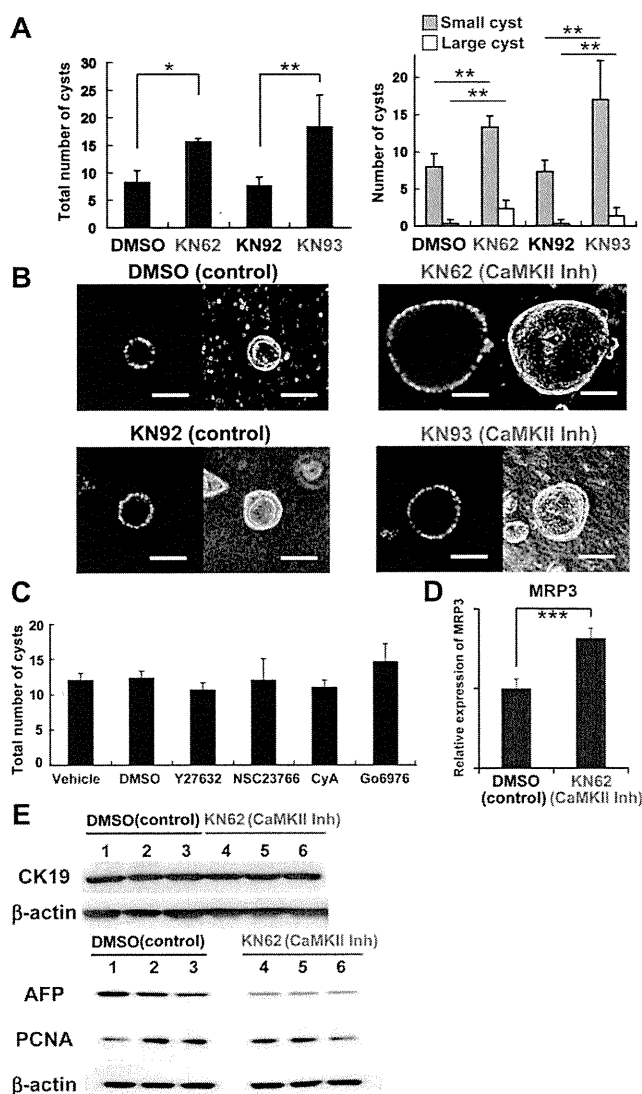 A
Total number of cysts
30
25
20
15
10
5
0
*
**
DMSO KN62 KN92 KN93
Small cyst
Large cyst
Number of cysts
20
15
10
5
0
**
**
**
**
DMSO KN62 KN92 KN93
B
DMSO (control)
KN62 (CaMKII Inh)
KN92 (control)
KN93 (CaMKII Inh)
C
Total number of cysts
20
15
10
5
0
Vehicle DMSO Y27632 NSC23766 CyA Go6976
D
MRP3
Relative expression of MRP3
***
DMSO (control)
KN62 (CaMKII Inh)
E
DMSO(control) KN62 (CaMKII Inh)
1 2 3 4 5 6
CK19
β-actin
DMSO(control) KN62 (CaMKII Inh)
1 2 3 4 5 6
AFP
PCNA
β-actin